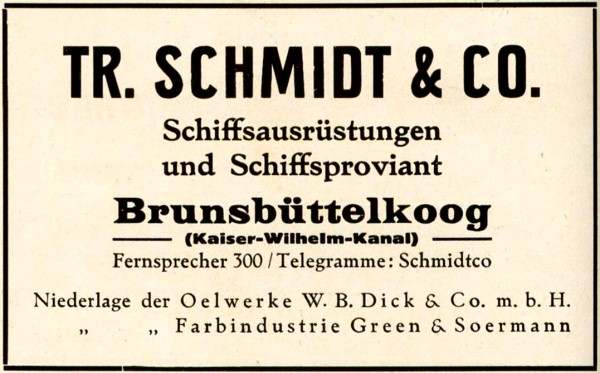 TR. SCHMIDT & CO.
Schiffsausrüstungen
und Schiffsproviant
Brunsbüttelkoog
(Kaiser-Wilhelm-Kanal)
Fernsprecher 300 / Telegramme: Schmidtco
Niederlage der Oelwerke W. B. Dick & Co. m. b. H.
„ „ Farbindustrie Green & Soermann